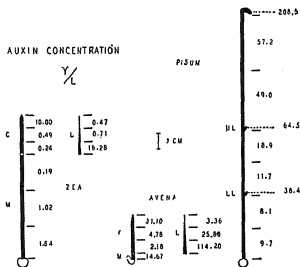 AUXIN CONCENTRATION
γ/L
PISUM
208,5
57.2
49.0
UL 64.5
18.9
11.7
LL 38.4
8.1
9.7
C 10.00
0.49
0.24
0.19
M 1.02
1.84
ZEA
L 0.47
0.71
16.28
2 CM
AVENA
C 31,10
4,78
2.18
M 14.67
L 3.36
25,86
114.20